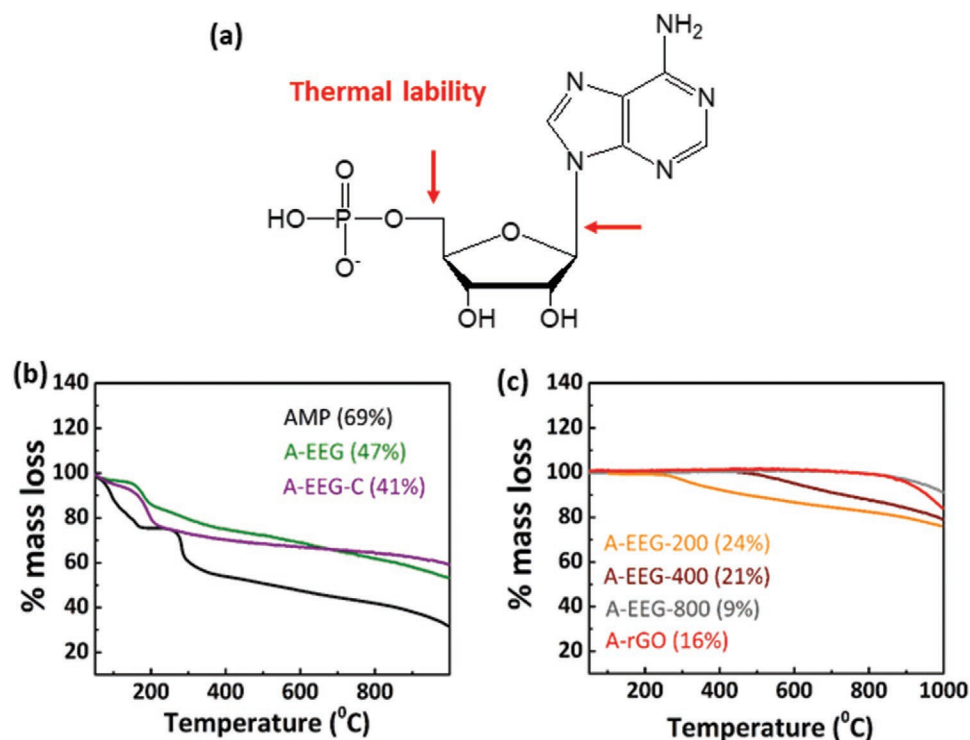 (a)
Thermal lability
NH2
N
N
N
N
O
HO
P
O
O
O-
OH
OH
(b)
140
120
100
80
60
40
20
% mass loss
AMP (69%)
A-EEG (47%)
A-EEG-C (41%)
200
400
600
800
Temperature (⁰C)
(c)
140
120
100
80
60
40
20
% mass loss
A-EEG-200 (24%)
A-EEG-400 (21%)
A-EEG-800 (9%)
A-rGO (16%)
200
400
600
800
1000
Temperature (⁰C)